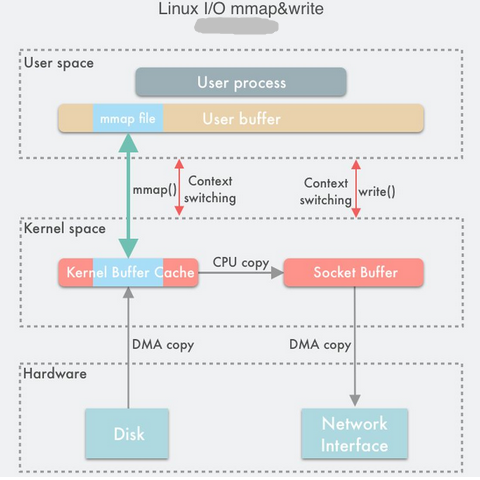 Linux I/O mmap&write
User space
User process
mmap file
User buffer
mmap()
Context
switching
Context
switching
write()
Kernel space
Kernel Buffer Cache
CPU copy
Socket Buffer
DMA copy
DMA copy
Hardware
Disk
Network
Interface